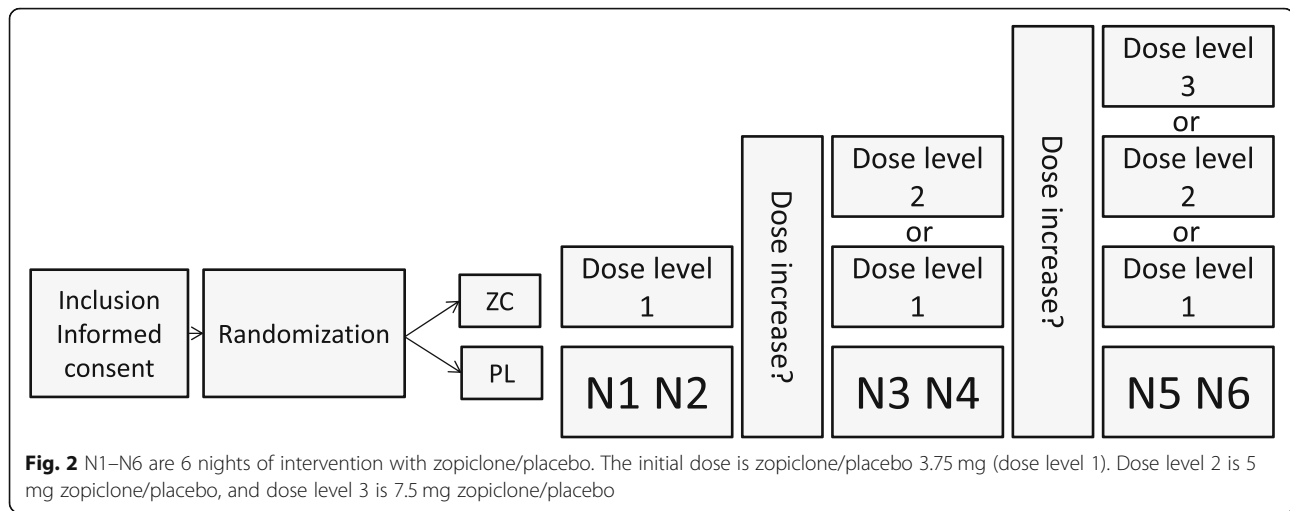 Inclusion
Informed
consent
Randomization
ZC
PL
Dose level
1
N1 N2
Dose increase?
Dose level
2
or
Dose level
1
N3 N4
Dose increase?
Dose level
3
or
Dose level
2
or
Dose level
1
N5 N6
Fig. 2 N1–N6 are 6 nights of intervention with zopiclone/placebo. The initial dose is zopiclone/placebo 3.75 mg (dose level 1). Dose level 2 is 5
mg zopiclone/placebo, and dose level 3 is 7.5 mg zopiclone/placebo